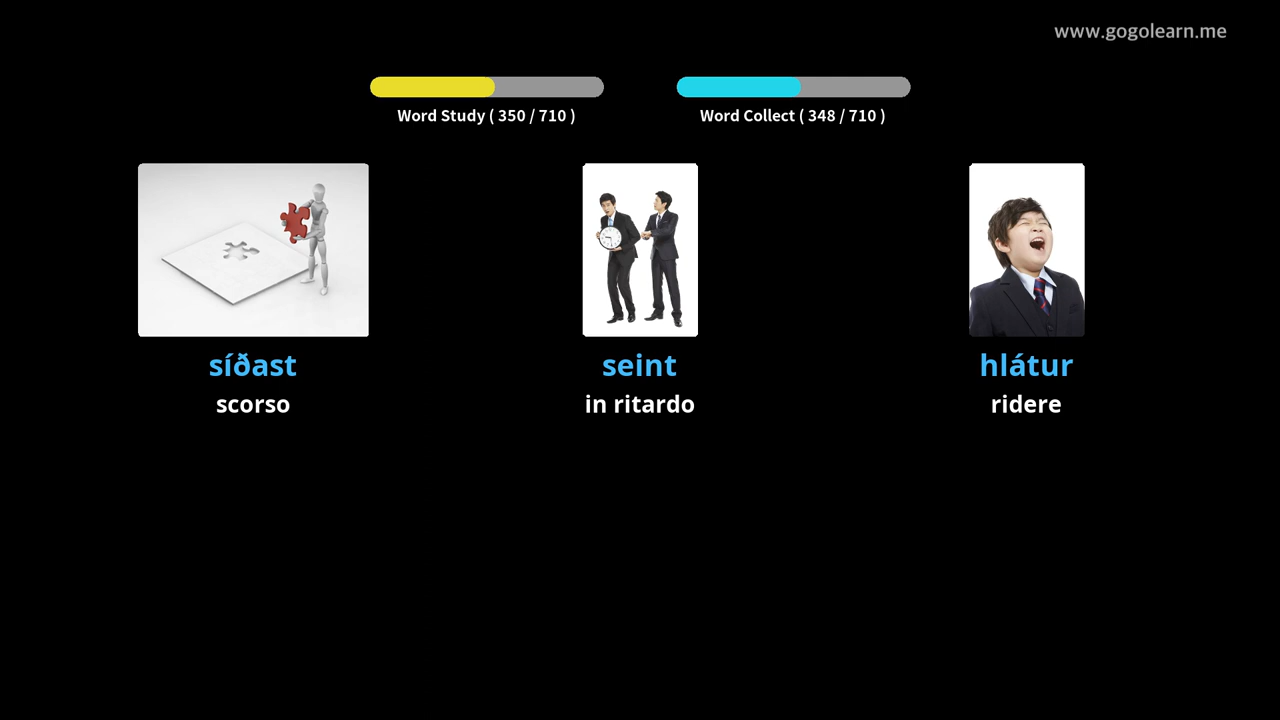 www.gogolearn.me
Word Study ( 350 / 710 )
Word Collect ( 348 / 710 )
síðast
seint
hlátur
scorso
in ritardo
ridere